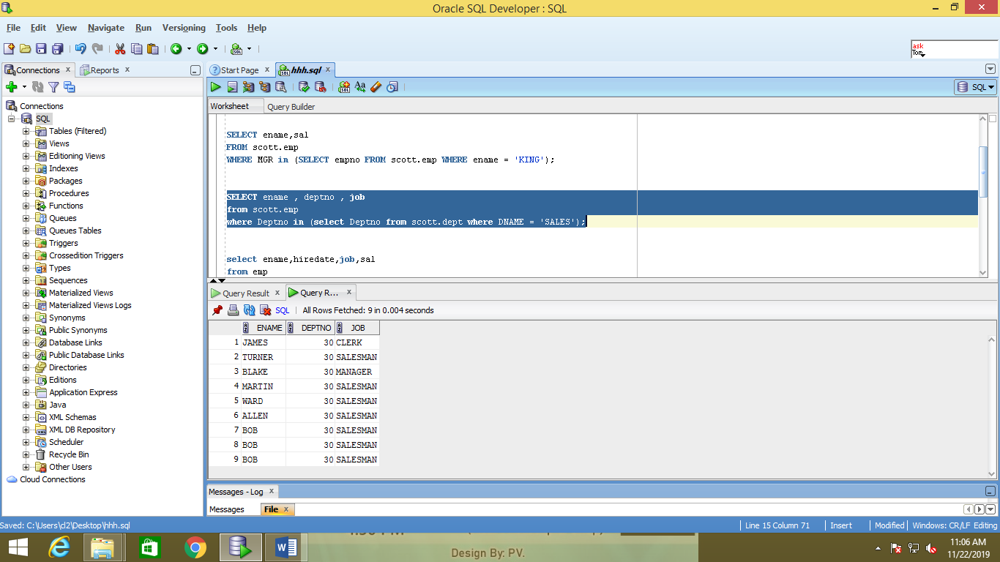 Oracle SQL Developer : SQL
File Edit View Navigate Run Versioning Tools Help
ask
Tom
Connections
Reports
Start Page
hhh.sql
SQL
Connections
SQL
Tables (Filtered)
Views
Editioning Views
Indexes
Packages
Procedures
Functions
Queues
Queues Tables
Triggers
Crossedition Triggers
Types
Sequences
Materialized Views
Materialized Views Logs
Synonyms
Public Synonyms
Database Links
Public Database Links
Directories
Editions
Application Express
Java
XML Schemas
XML DB Repository
Scheduler
Recycle Bin
Other Users
Cloud Connections
Worksheet Query Builder
SELECT ename,sal
FROM scott.emp
WHERE MGR in (SELECT empno FROM scott.emp WHERE ename = 'KING');
SELECT ename , deptno , job
from scott.emp
where Deptno in (select Deptno from scott.dept where DNAME = 'SALES');
select ename,hiredate,job,sal
from emp
Query Result Query R...
SQL All Rows Fetched: 9 in 0.004 seconds
ENAME DEPTNO JOB
1 JAMES 30 CLERK
2 TURNER 30 SALESMAN
3 BLAKE 30 MANAGER
4 MARTIN 30 SALESMAN
5 WARD 30 SALESMAN
6 ALLEN 30 SALESMAN
7 BOB 30 SALESMAN
8 BOB 30 SALESMAN
9 BOB 30 SALESMAN
Messages - Log
Messages File
Saved: C:\Users\cl2\Desktop\hhh.sql
Line 15 Column 71 Insert Modified Windows: CR/LF Editing
Design By: PV.
11:06 AM
11/22/2019